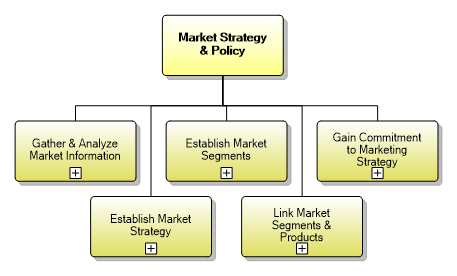 Market Strategy
& Policy
Gather & Analyze
Market Information
Establish Market
Segments
Gain Commitment
to Marketing
Strategy
Establish Market
Strategy
Link Market
Segments &
Products